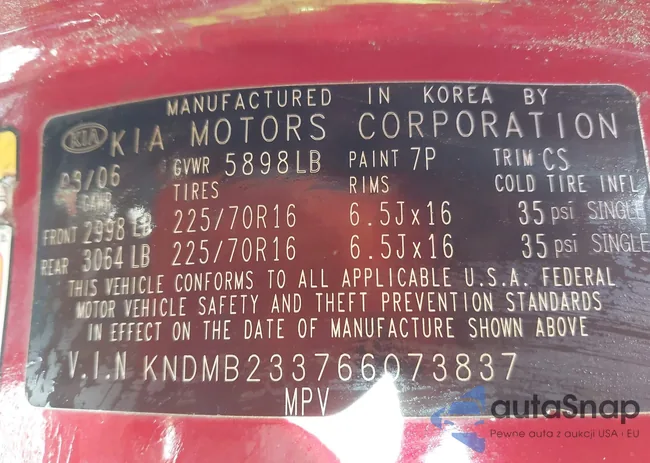 MANUFACTURED IN KOREA BY
KIA KIA MOTORS CORPORATION
09/06 GVWR 5898LB PAINT 7P TRIM CS
GAWR TIRES RIMS COLD TIRE INFL
FRONT 2998 LB 225/70R16 6.5Jx16 35 psi SINGLE
REAR 3064 LB 225/70R16 6.5Jx16 35 psi SINGLE
THIS VEHICLE CONFORMS TO ALL APPLICABLE U.S.A. FEDERAL
MOTOR VEHICLE SAFETY AND THEFT PREVENTION STANDARDS
IN EFFECT ON THE DATE OF MANUFACTURE SHOWN ABOVE
V.I.N KNDMB233766073837
MPV
autaSnap
Pewne auta z aukcji USA i EU